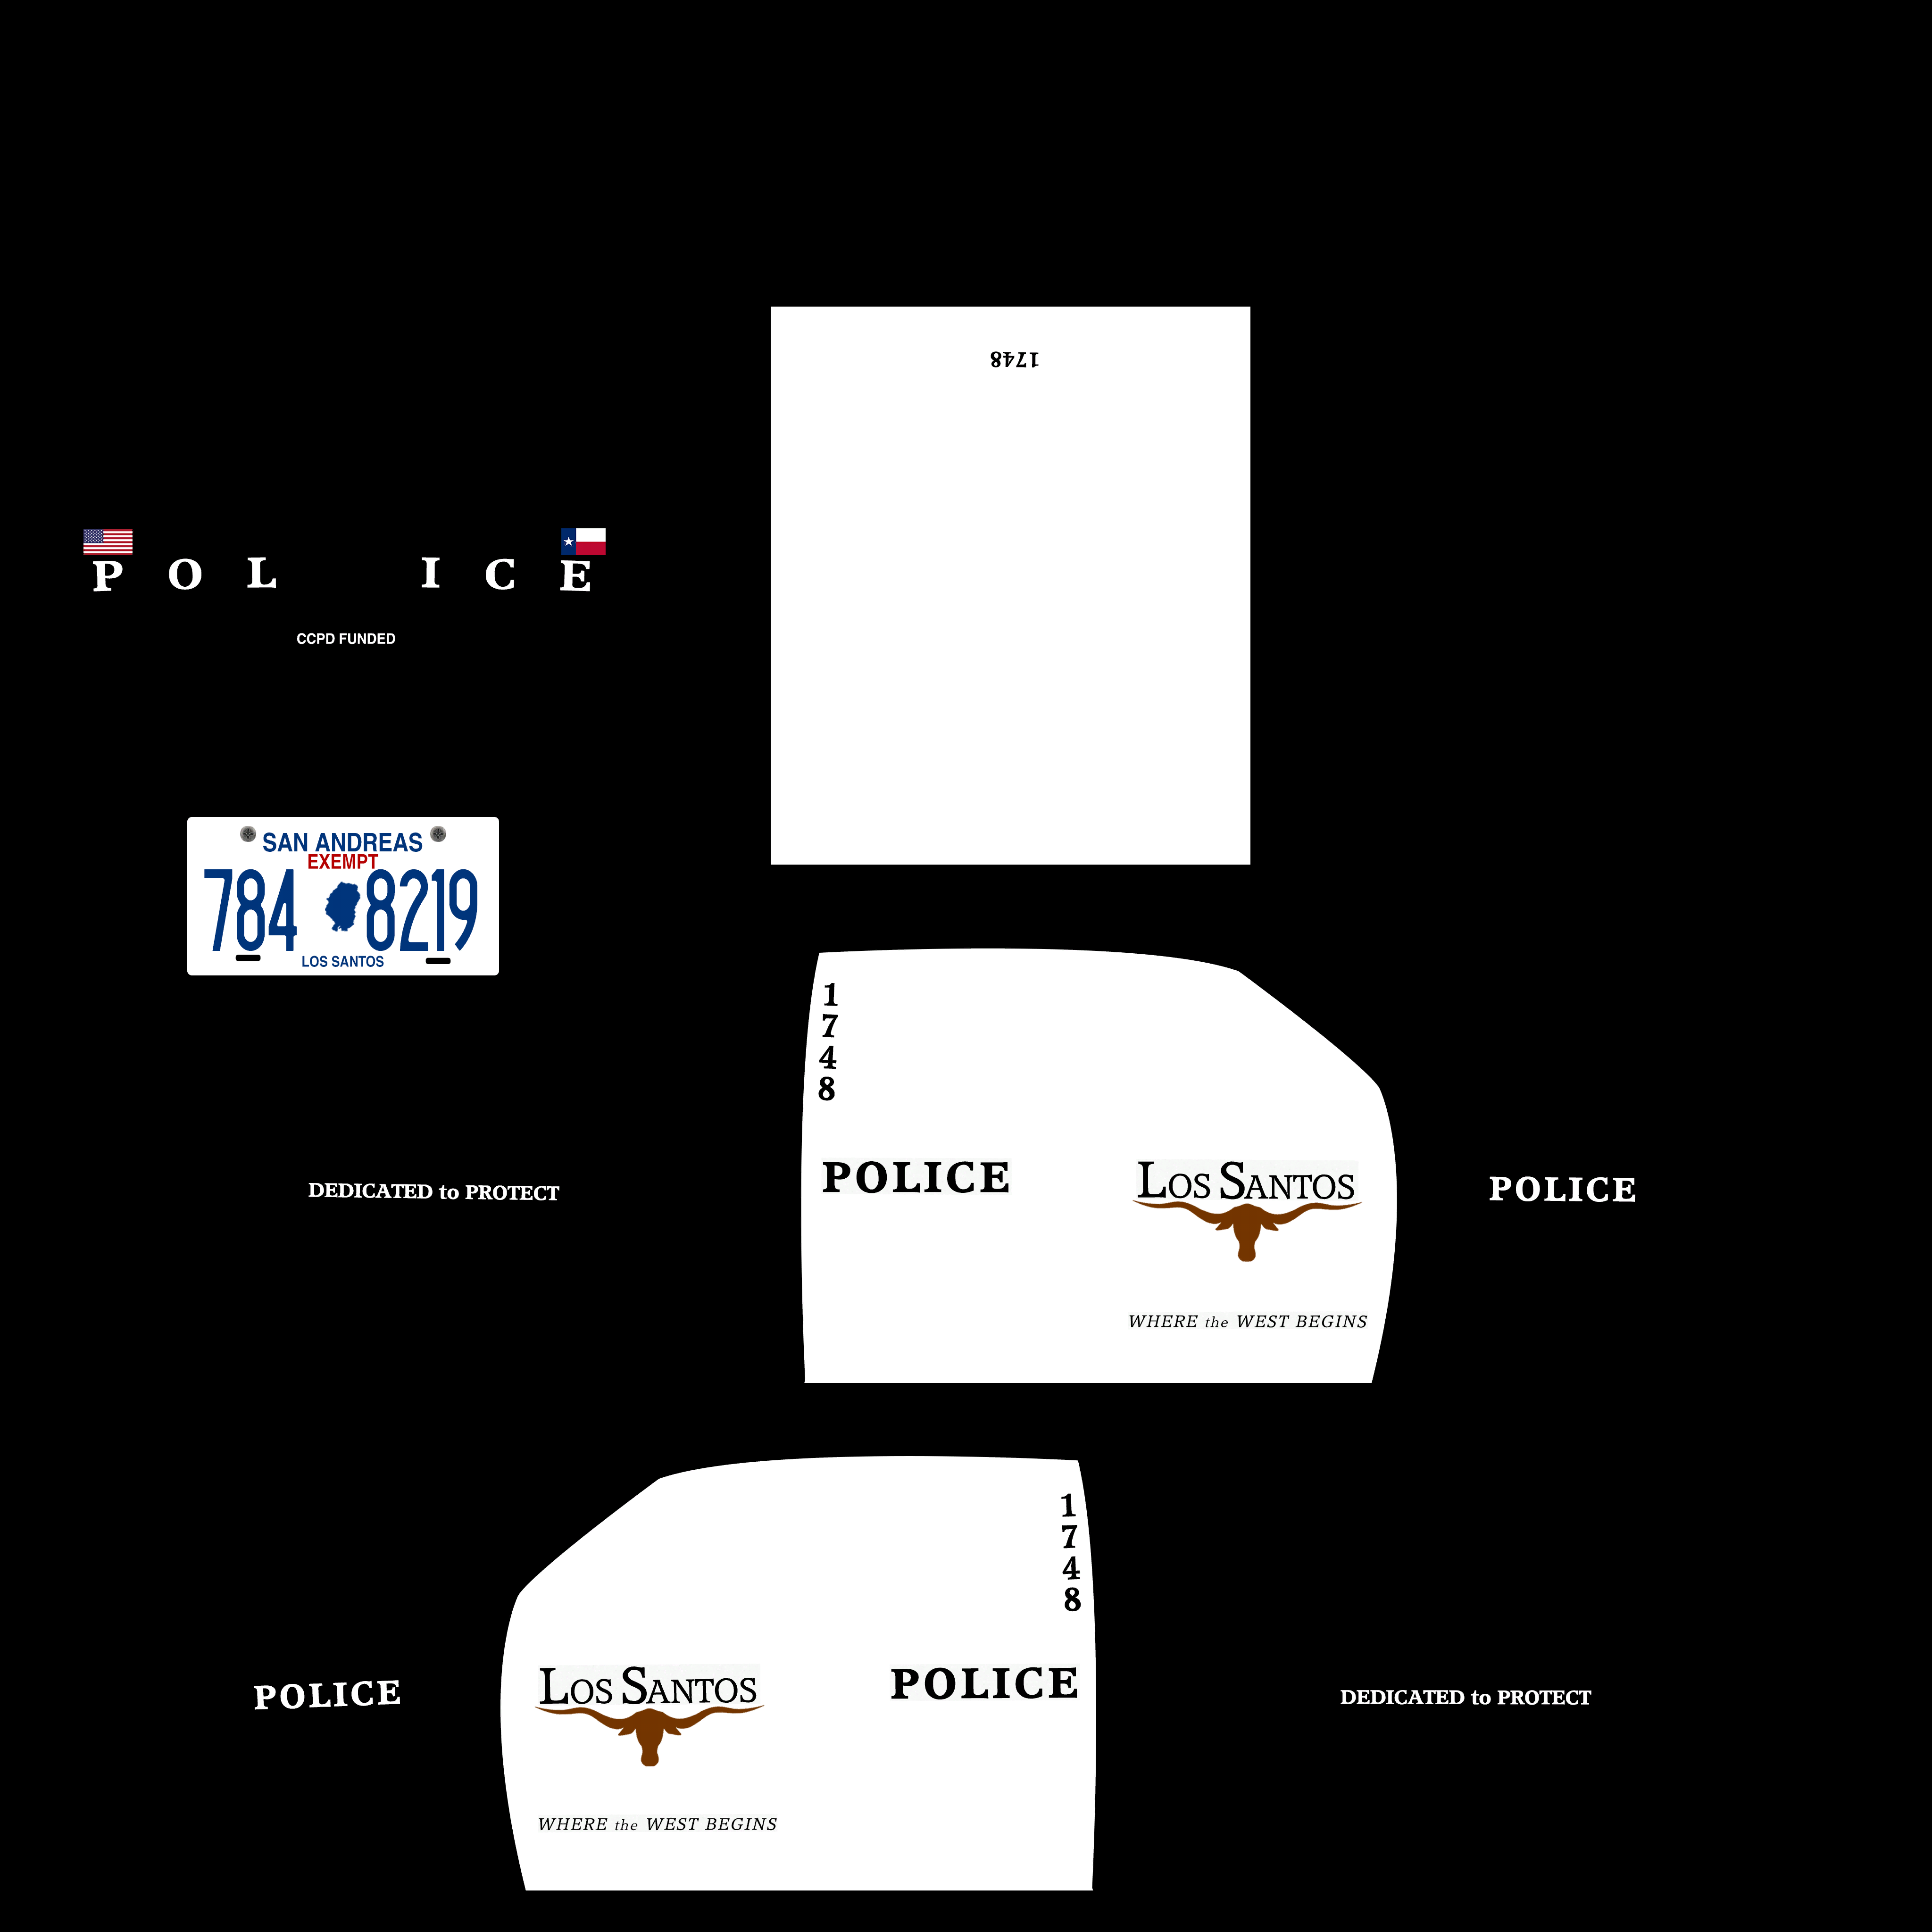 1748
P O L I C E
CCPD FUNDED
SAN ANDREAS
EXEMPT
784 8219
LOS SANTOS
1
7
4
8
DEDICATED to PROTECT
POLICE
LOS SANTOS
POLICE
WHERE the WEST BEGINS
1
7
4
8
POLICE
LOS SANTOS
POLICE
DEDICATED to PROTECT
WHERE the WEST BEGINS